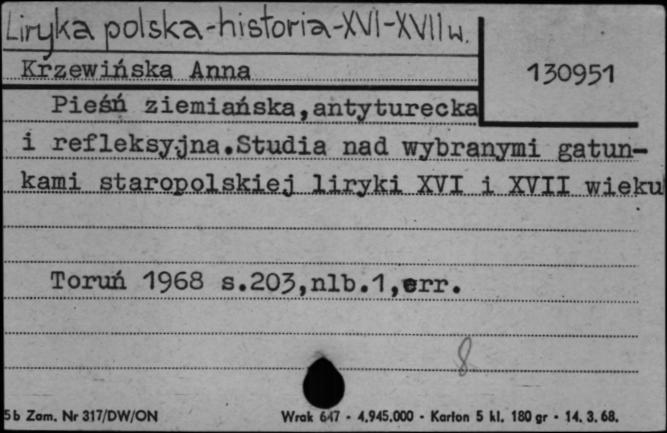 Liryka polska-historia-XVI-XVII w.
Krzewińska Anna
130951
Pieśń ziemiańska,antyturecka
i refleksyjna.Studia nad wybranymi gatun-
kami staropolskiej liryki XVI i XVII wieku
Toruń 1968 s.203,nlb.1,err.
8
5b Zam. Nr 317/DW/ON Wrak 647 - 4.945.000 - Karton 5 kl. 180 gr - 14. 3. 68.